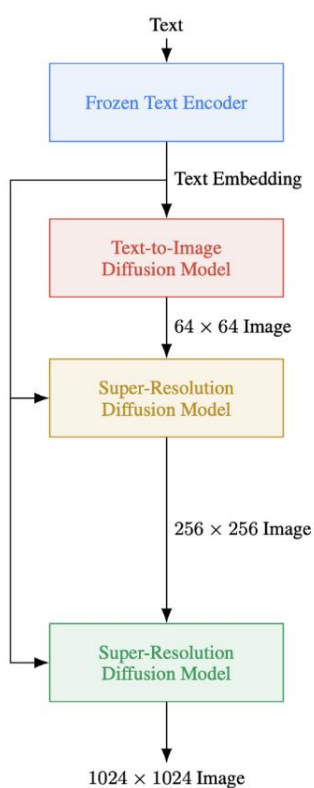 Text
Frozen Text Encoder
Text Embedding
Text-to-Image
Diffusion Model
64 × 64 Image
Super-Resolution
Diffusion Model
256 × 256 Image
Super-Resolution
Diffusion Model
1024 × 1024 Image